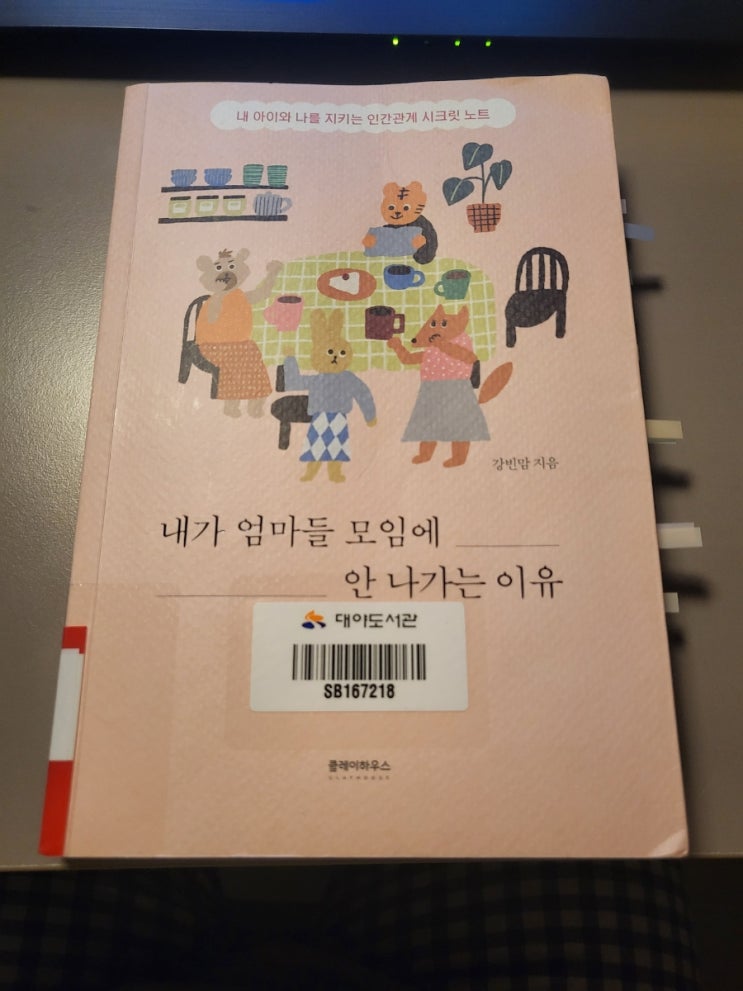 내 아이와 나를 지키는 인간관계 시크릿 노트
강빈맘 지음
내가 엄마들 모임에
안 나가는 이유
대야도서관
SB167218
플레이하우스
PLAYHOUSE